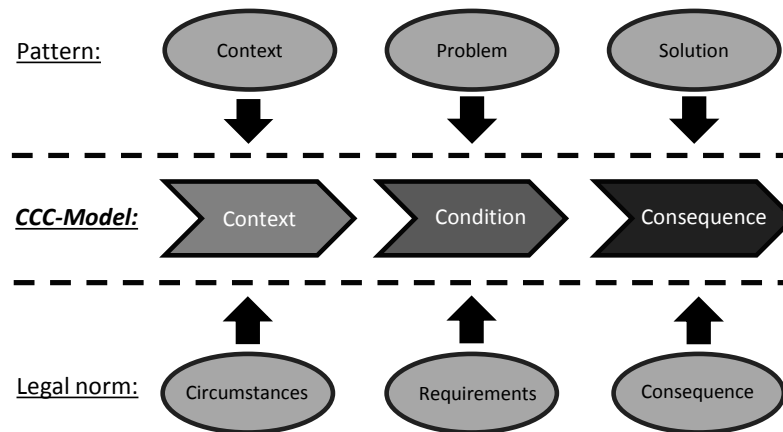 Pattern: Context Problem Solution
CCC-Model: Context Condition Consequence
Legal norm: Circumstances Requirements Consequence